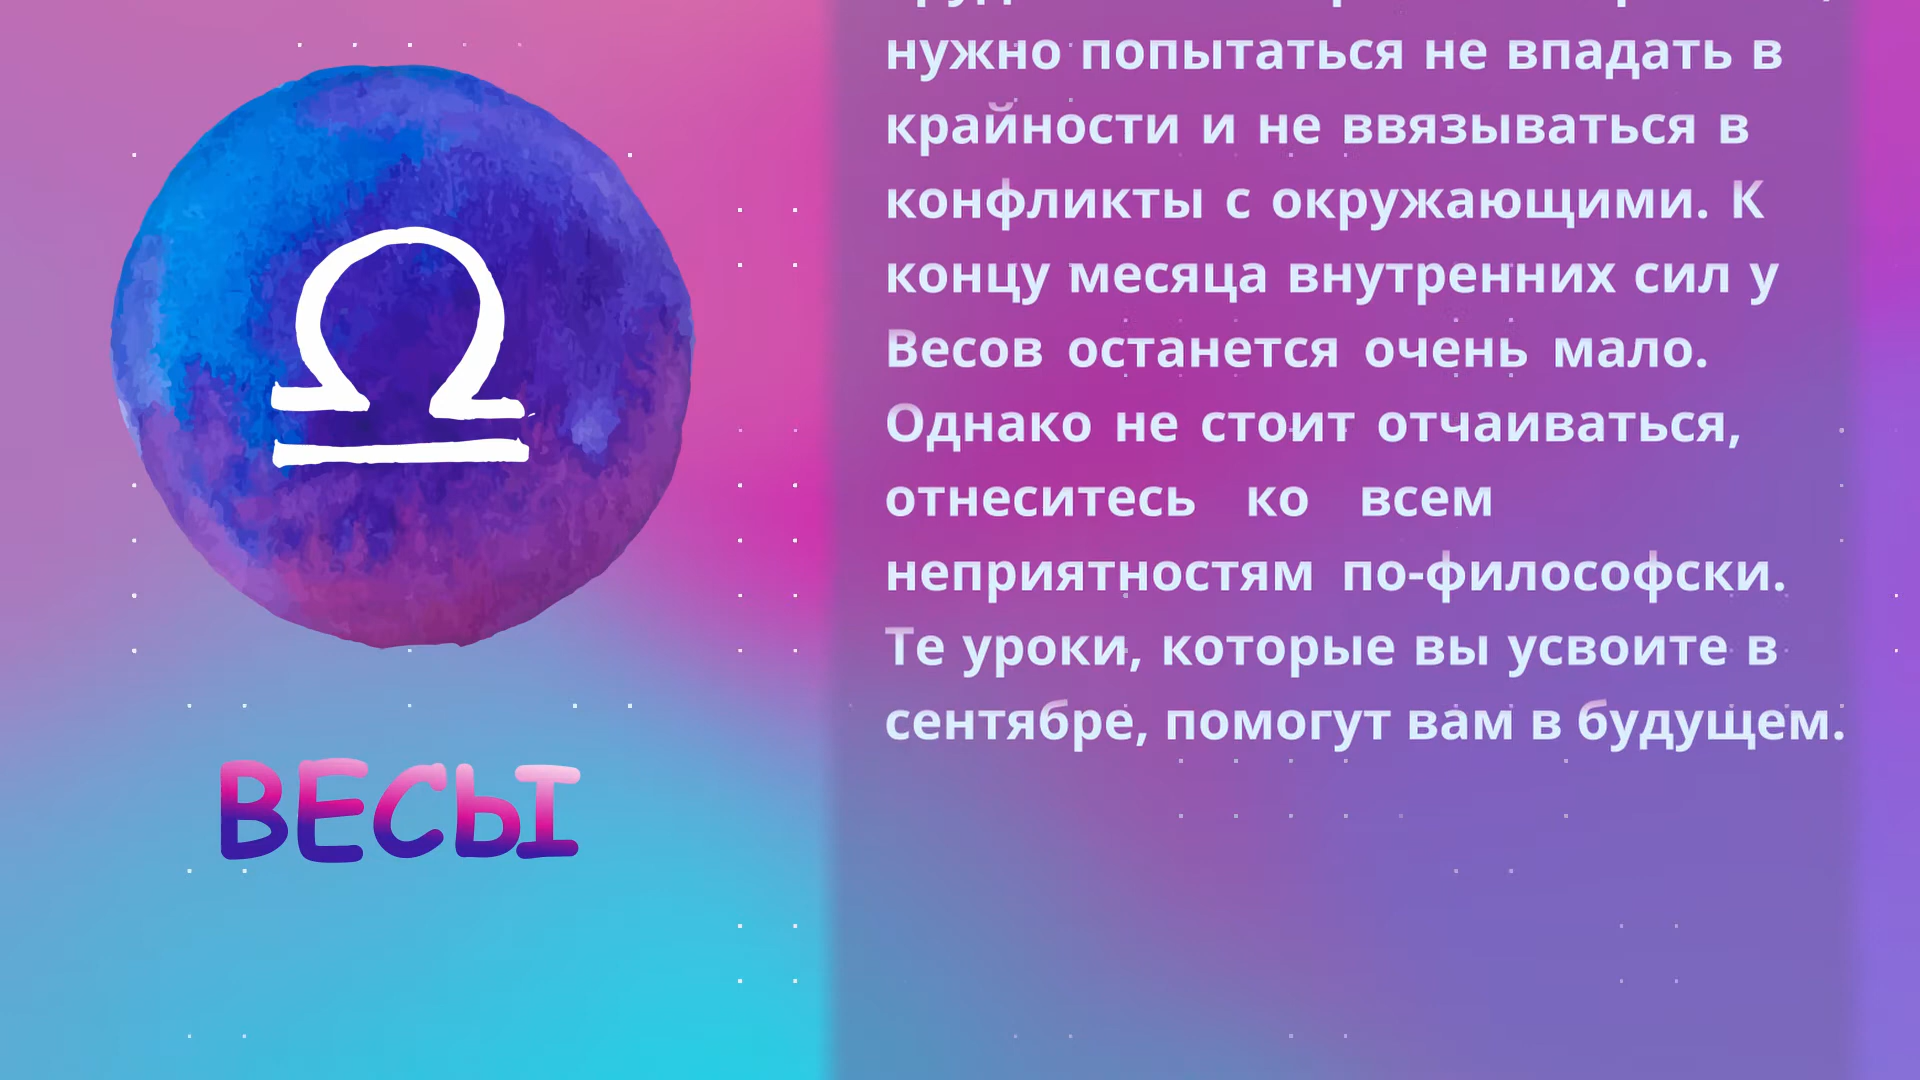 нужно попытаться не впадать в
крайности и не ввязываться в
конфликты с окружающими. К
концу месяца внутренних сил у
Весов останется очень мало.
Однако не стоит отчаиваться,
отнеситесь ко всем
неприятностям по-философски.
Те уроки, которые вы усвоите в
сентябре, помогут вам в будущем.
ВЕСЫ